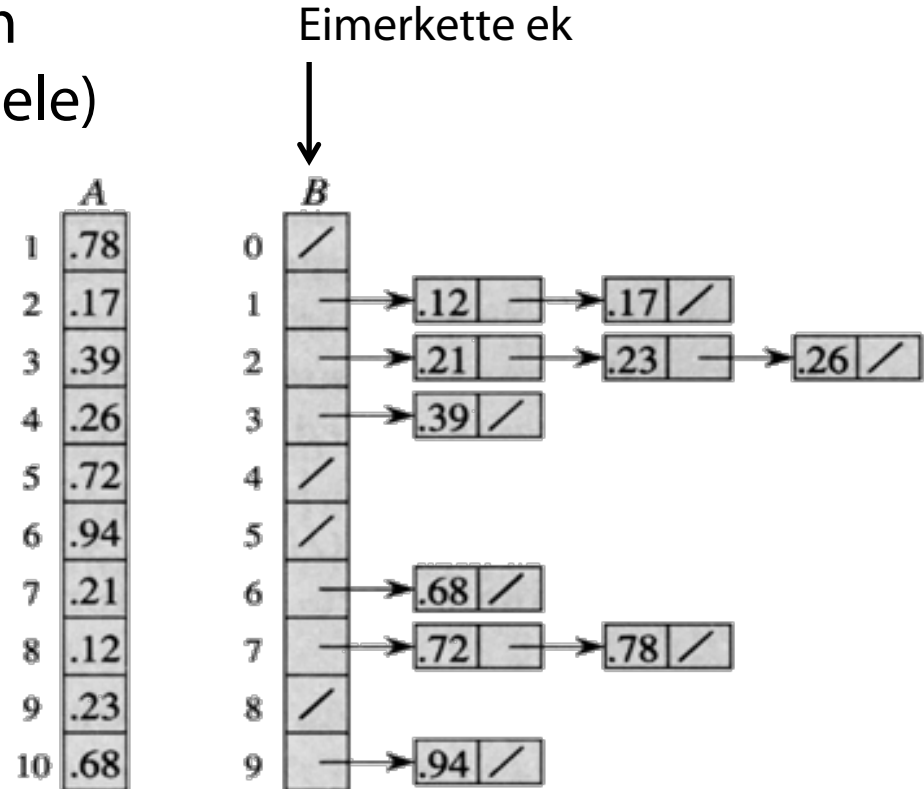 n
Eimerkette ek
ele)
A B
1 .78 0 /
2 .17 1 .12 .17 /
3 .39 2 .21 .23 .26 /
4 .26 3 .39 /
5 .72 4 /
6 .94 5 /
7 .21 6 .68 /
8 .12 7 .72 .78 /
9 .23 8 /
10 .68 9 .94 /